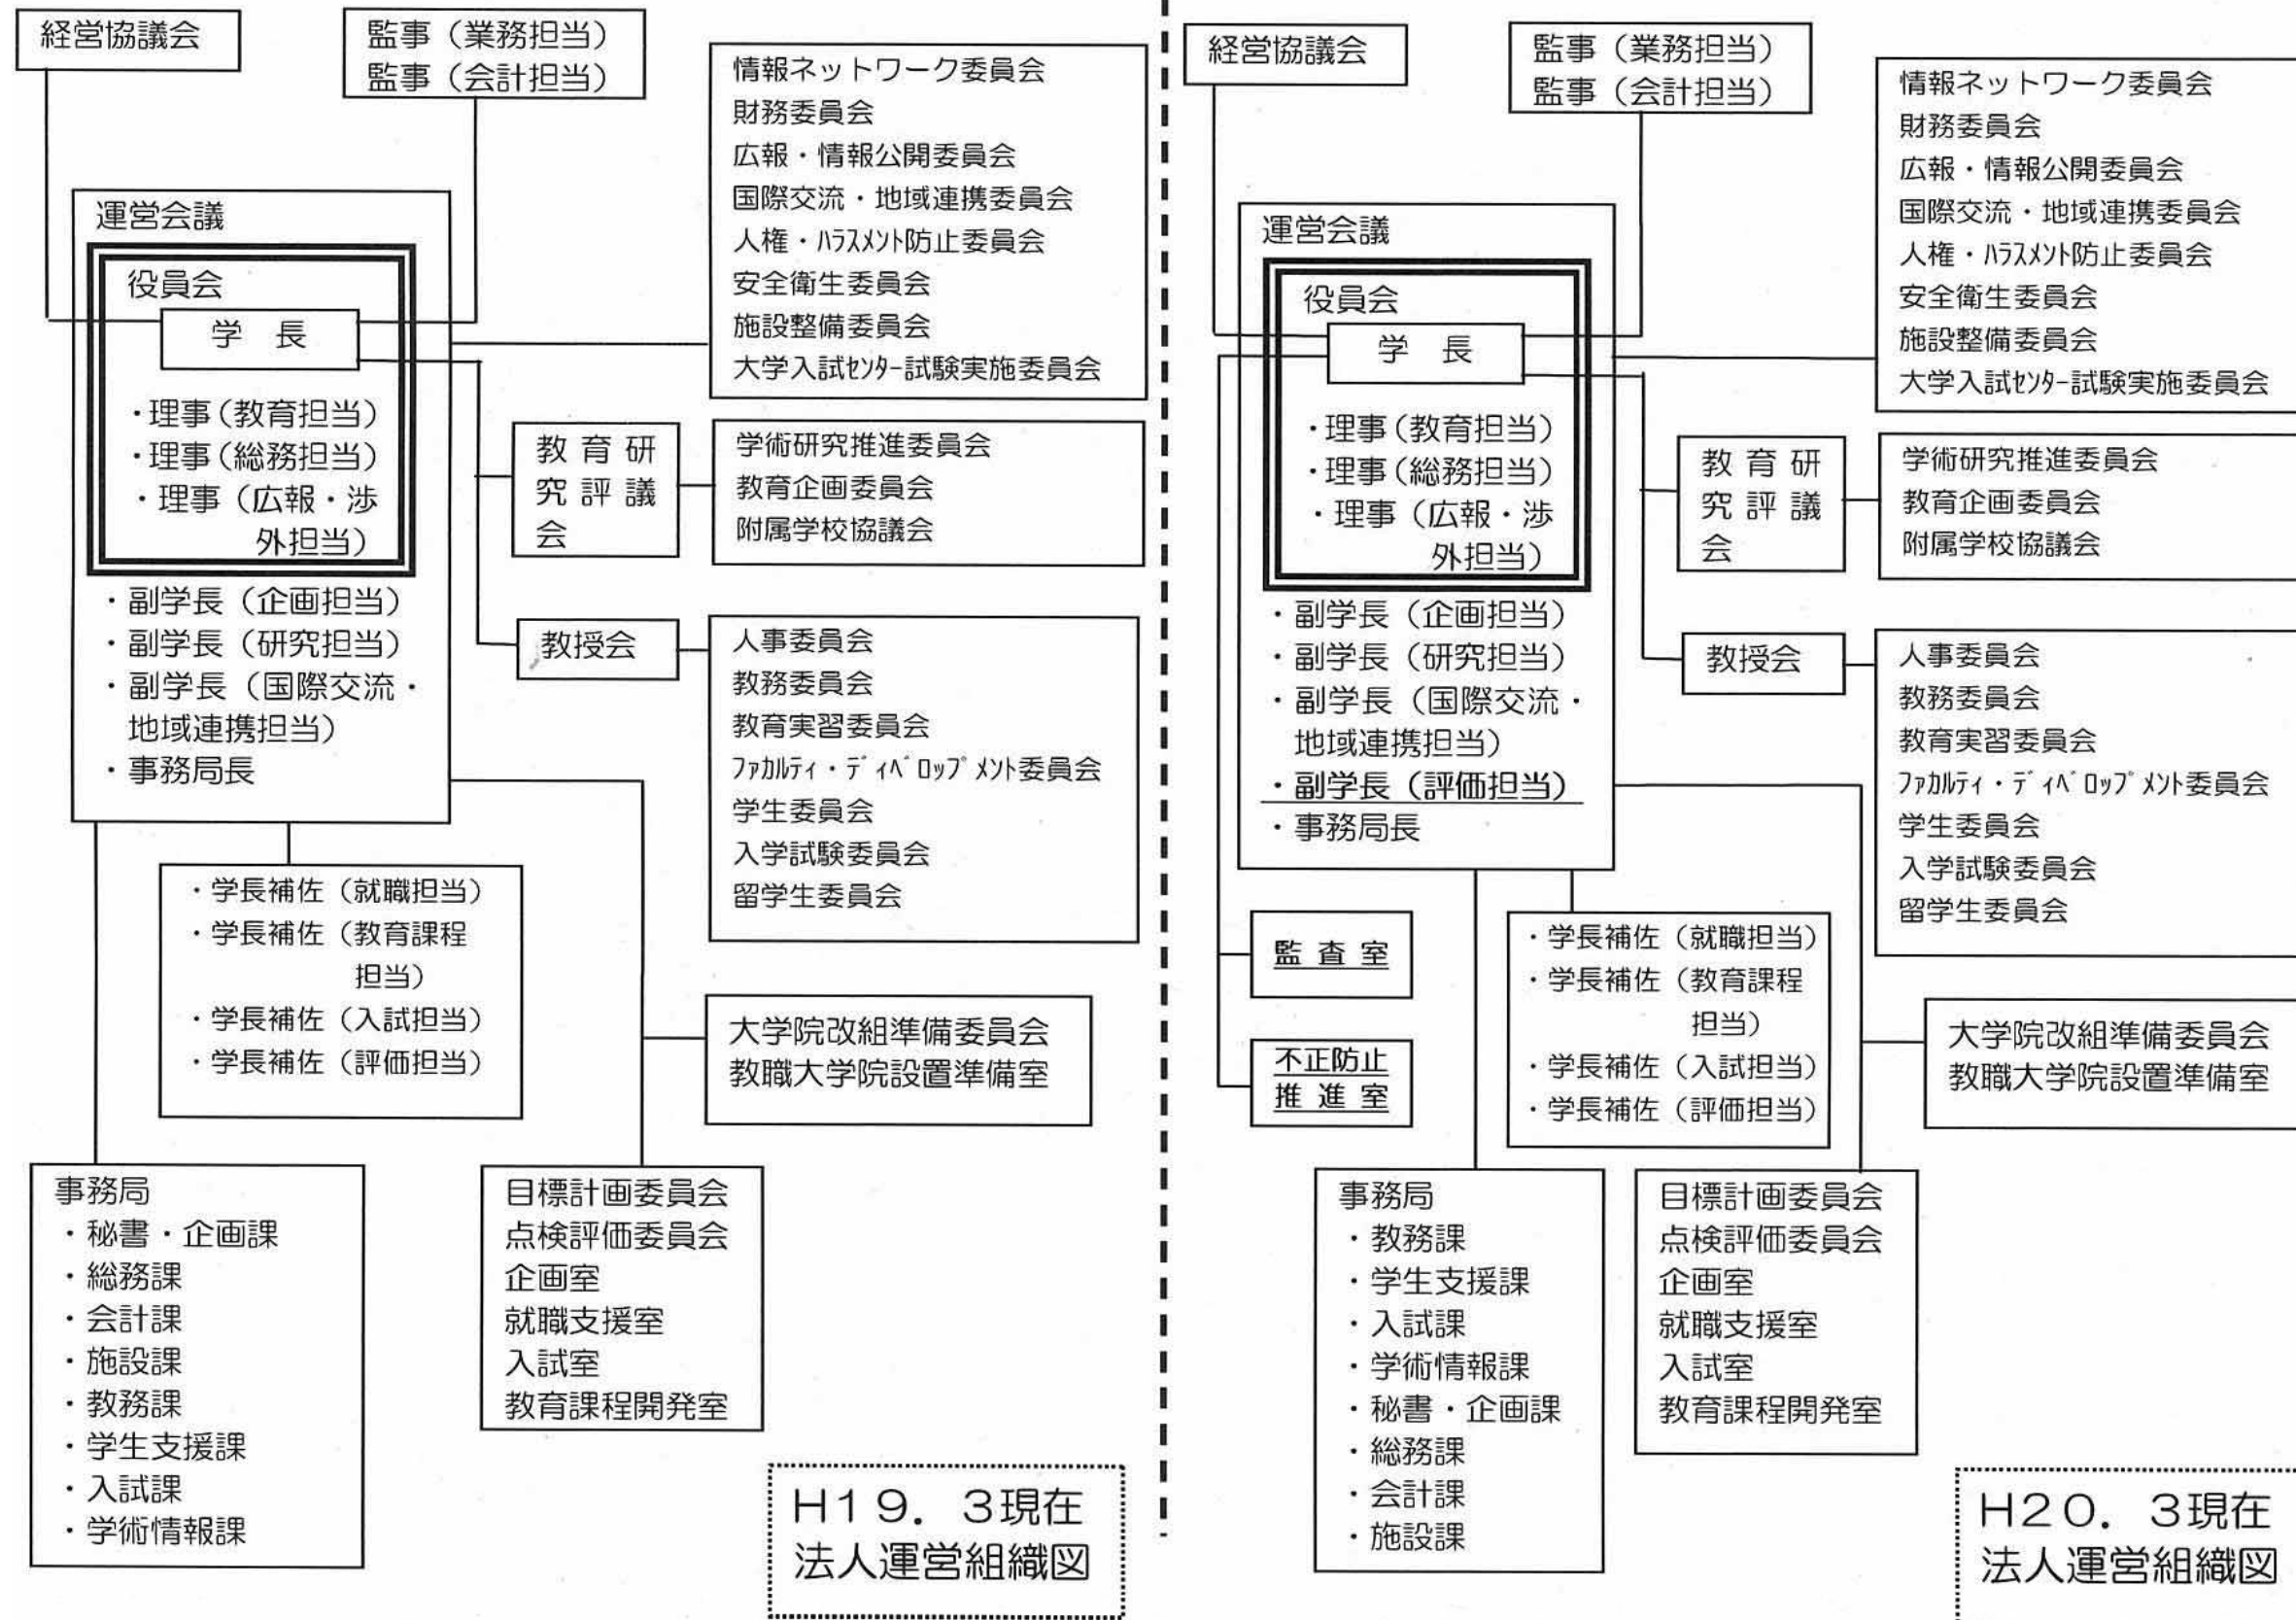 経営協議会
監事（業務担当）
監事（会計担当）
情報ネットワーク委員会
財務委員会
広報・情報公開委員会
国際交流・地域連携委員会
人権・ﾊﾗｽﾒﾝﾄ防止委員会
安全衛生委員会
施設整備委員会
大学入試ｾﾝﾀｰ試験実施委員会
運営会議
役員会
学　長
・理事（教育担当）
・理事（総務担当）
・理事（広報・渉
外担当）
・副学長（企画担当）
・副学長（研究担当）
・副学長（国際交流・
地域連携担当）
・事務局長
教育研
究評議
会
学術研究推進委員会
教育企画委員会
附属学校協議会
教授会
人事委員会
教務委員会
教育実習委員会
ﾌｧｶﾙﾃｨ・ﾃﾞｨﾍﾞﾛｯﾌﾟﾒﾝﾄ委員会
学生委員会
入学試験委員会
留学生委員会
・学長補佐（就職担当）
・学長補佐（教育課程
担当）
・学長補佐（入試担当）
・学長補佐（評価担当）
大学院改組準備委員会
教職大学院設置準備室
事務局
・秘書・企画課
・総務課
・会計課
・施設課
・教務課
・学生支援課
・入試課
・学術情報課
目標計画委員会
点検評価委員会
企画室
就職支援室
入試室
教育課程開発室
Ｈ１９．３現在
法人運営組織図
経営協議会
監事（業務担当）
監事（会計担当）
情報ネットワーク委員会
財務委員会
広報・情報公開委員会
国際交流・地域連携委員会
人権・ﾊﾗｽﾒﾝﾄ防止委員会
安全衛生委員会
施設整備委員会
大学入試ｾﾝﾀｰ試験実施委員会
運営会議
役員会
学　長
・理事（教育担当）
・理事（総務担当）
・理事（広報・渉
外担当）
・副学長（企画担当）
・副学長（研究担当）
・副学長（国際交流・
地域連携担当）
・副学長（評価担当）
・事務局長
教育研
究評議
会
学術研究推進委員会
教育企画委員会
附属学校協議会
教授会
人事委員会
教務委員会
教育実習委員会
ﾌｧｶﾙﾃｨ・ﾃﾞｨﾍﾞﾛｯﾌﾟﾒﾝﾄ委員会
学生委員会
入学試験委員会
留学生委員会
監査室
不正防止
推進室
・学長補佐（就職担当）
・学長補佐（教育課程
担当）
・学長補佐（入試担当）
・学長補佐（評価担当）
大学院改組準備委員会
教職大学院設置準備室
事務局
・教務課
・学生支援課
・入試課
・学術情報課
・秘書・企画課
・総務課
・会計課
・施設課
目標計画委員会
点検評価委員会
企画室
就職支援室
入試室
教育課程開発室
Ｈ２０．３現在
法人運営組織図